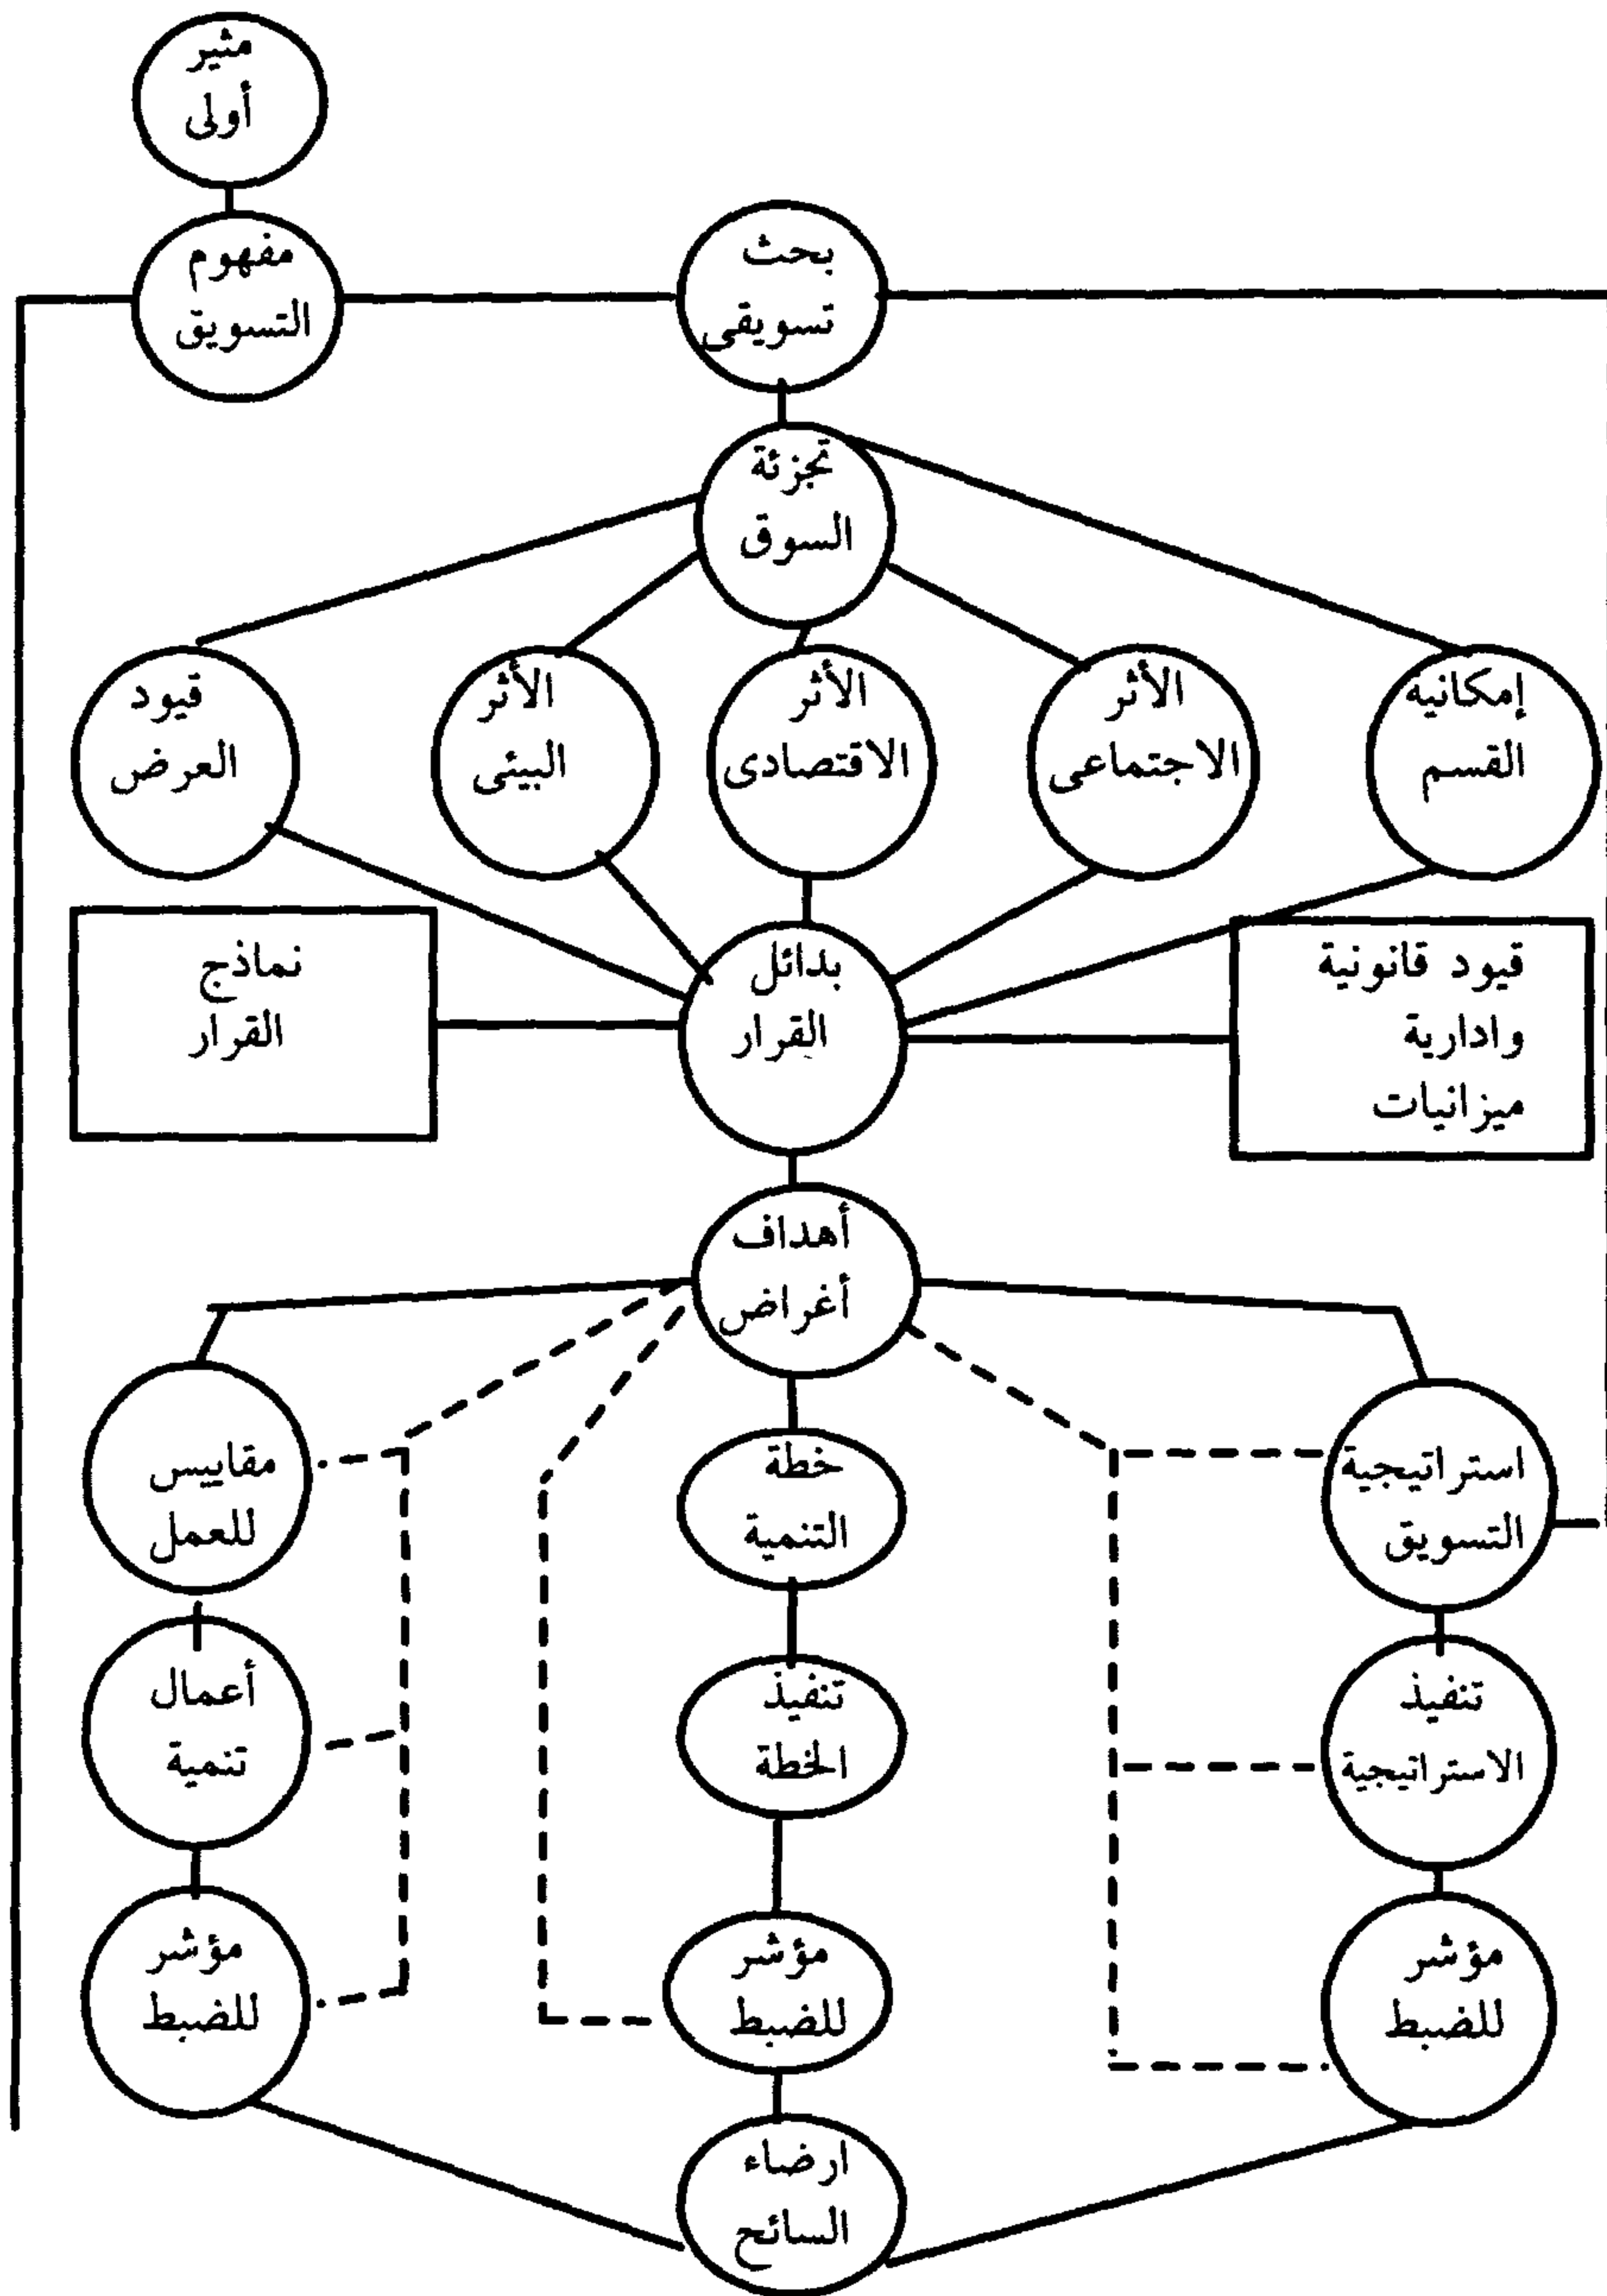 مثير
أولى
مفهوم
التسويق
بحث
تسويقى
تجزئة
السوق
إمكانيه
القسم
الأثر
الاجتماعى
الأثر
الاقتصادى
الأثر
البيئى
قيود
العرض
قيود قانونية
وادارية
ميزانيات
بدائل
القرار
نماذج
القرار
أهداف
أغراض
استراتيجية
التسويق
خطة
التنمية
مقاييس
للعمل
تنفيذ
الاستراتيجية
تنفيذ
الخطة
أعمال
تنمية
مؤشر
للضبط
مؤشر
للضبط
مؤشر
للضبط
ارضاء
السائح